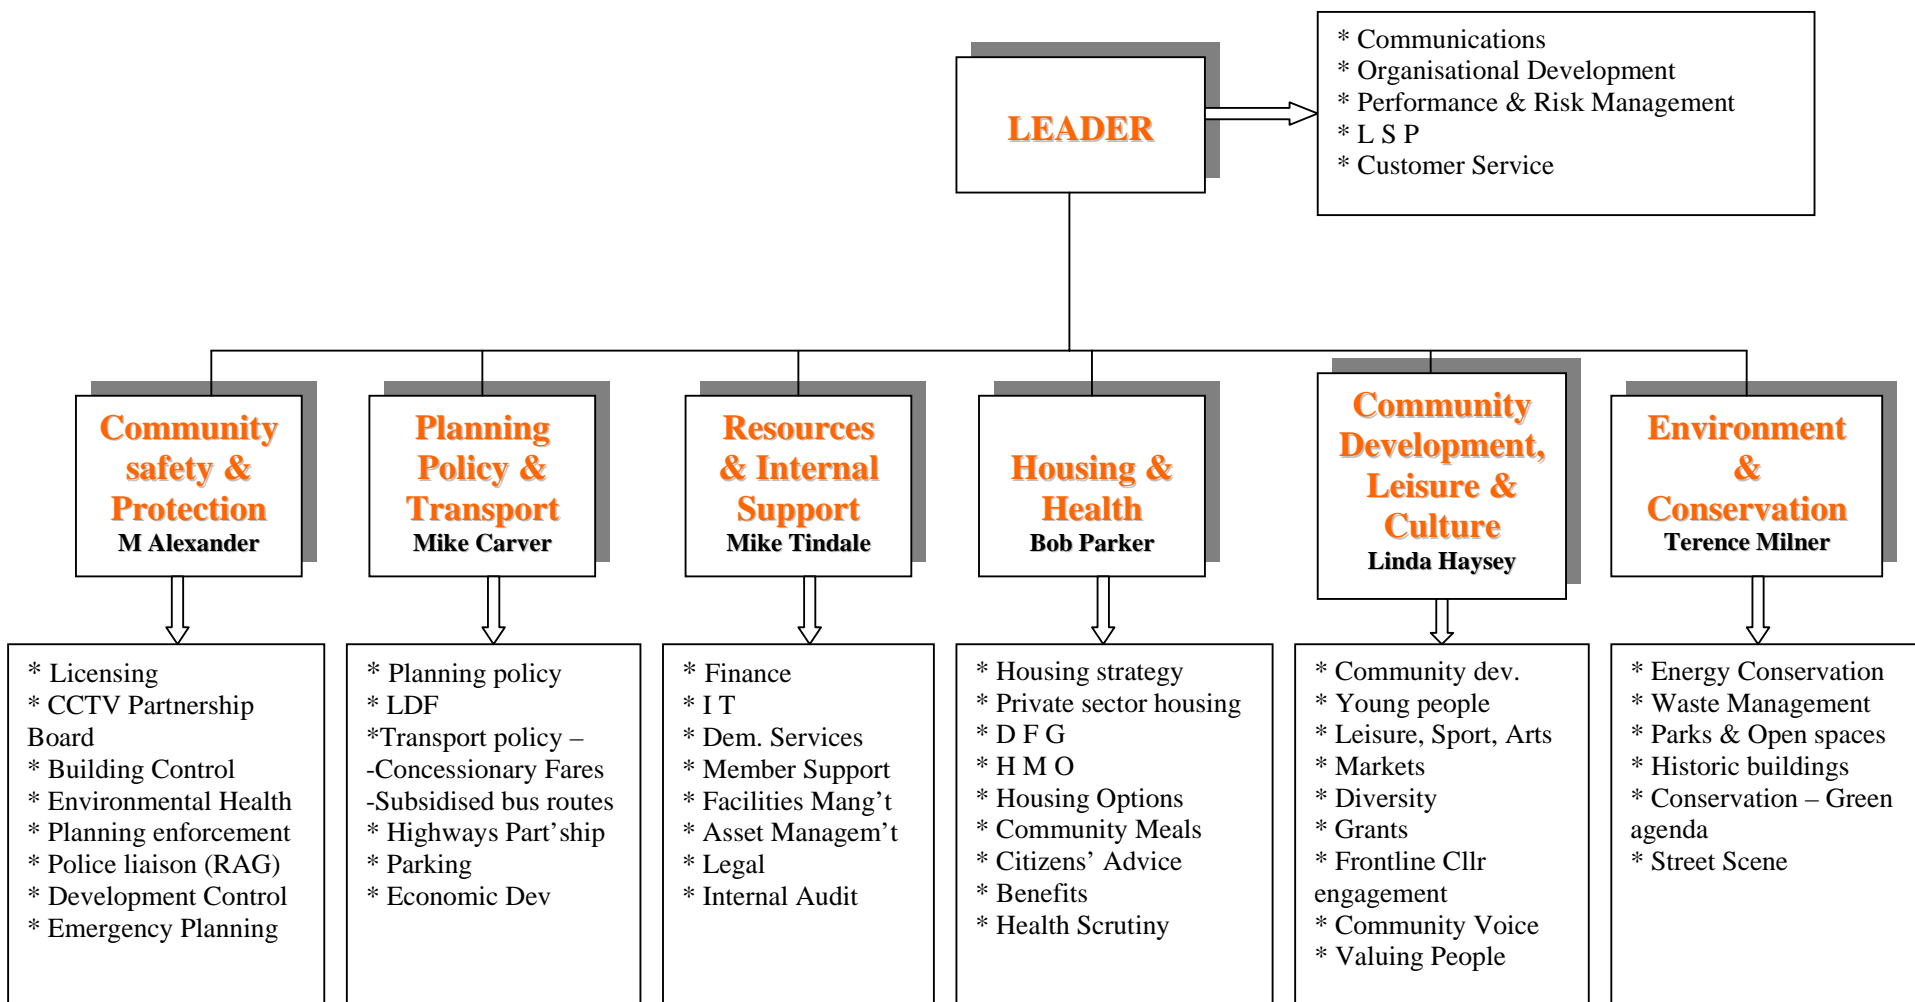 LEADER
* Communications
* Organisational Development
* Performance & Risk Management
* L S P
* Customer Service
Community
safety &
Protection
M Alexander
Planning
Policy &
Transport
Mike Carver
Resources
& Internal
Support
Mike Tindale
Housing &
Health
Bob Parker
Community
Development,
Leisure &
Culture
Linda Haysey
Environment
&
Conservation
Terence Milner
* Licensing
* CCTV Partnership
Board
* Building Control
* Environmental Health
* Planning enforcement
* Police liaison (RAG)
* Development Control
* Emergency Planning
* Planning policy
* LDF
*Transport policy –
-Concessionary Fares
-Subsidised bus routes
* Highways Part’ship
* Parking
* Economic Dev
* Finance
* I T
* Dem. Services
* Member Support
* Facilities Mang’t
* Asset Managem’t
* Legal
* Internal Audit
* Housing strategy
* Private sector housing
* D F G
* H M O
* Housing Options
* Community Meals
* Citizens’ Advice
* Benefits
* Health Scrutiny
* Community dev.
* Young people
* Leisure, Sport, Arts
* Markets
* Diversity
* Grants
* Frontline Cllr
engagement
* Community Voice
* Valuing People
* Energy Conservation
* Waste Management
* Parks & Open spaces
* Historic buildings
* Conservation – Green
agenda
* Street Scene